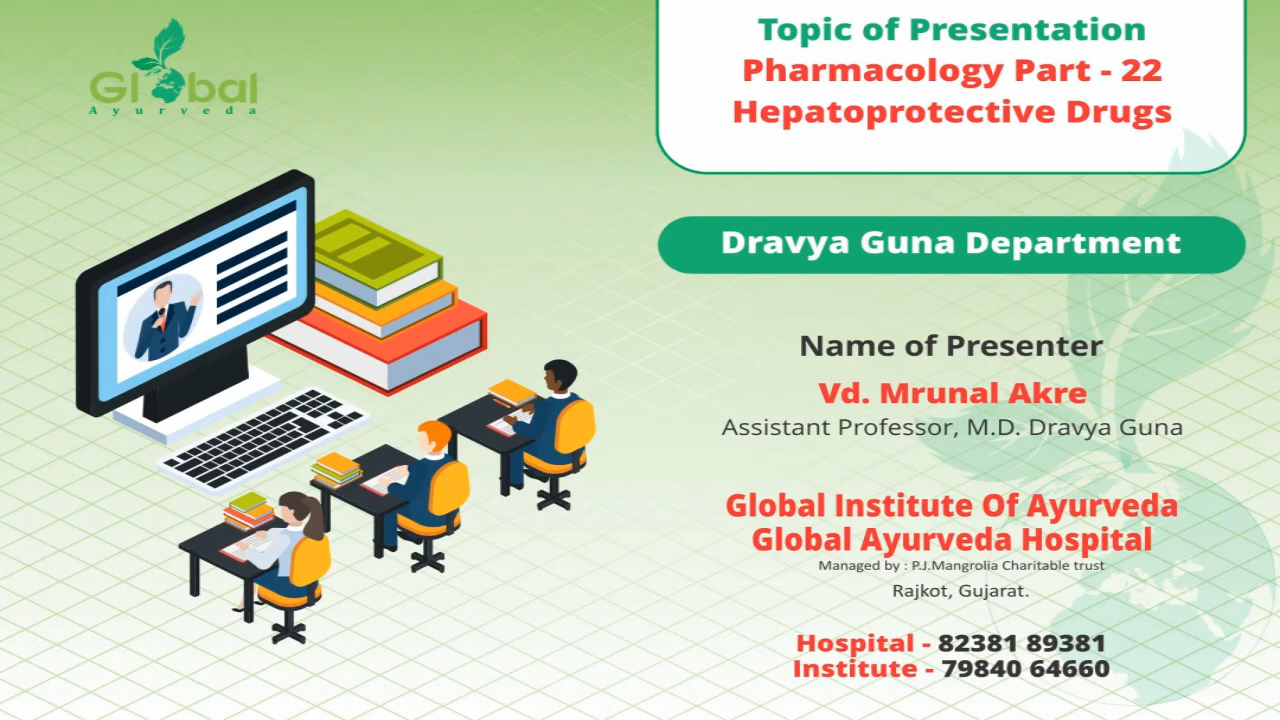 Global
Ayurveda
Topic of Presentation
Pharmacology Part - 22
Hepatoprotective Drugs
Dravya Guna Department
Name of Presenter
Vd. Mrunal Akre
Assistant Professor, M.D. Dravya Guna
Global Institute Of Ayurveda
Global Ayurveda Hospital
Managed by : P.J.Mangrolia Charitable trust
Rajkot, Gujarat.
Hospital - 82381 89381
Institute - 79840 64660